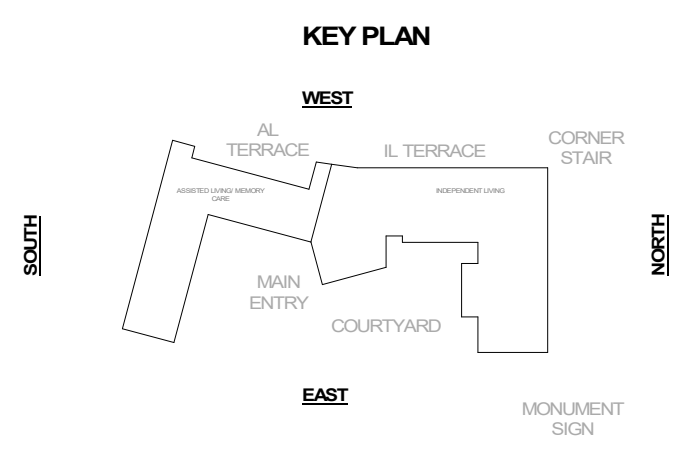 KEY PLAN
WEST
AL
TERRACE
IL TERRACE
CORNER
STAIR
ASSISTED LIVING/ MEMORY
CARE
INDEPENDENT LIVING
SOUTH
NORTH
MAIN
ENTRY
COURTYARD
EAST
MONUMENT
SIGN